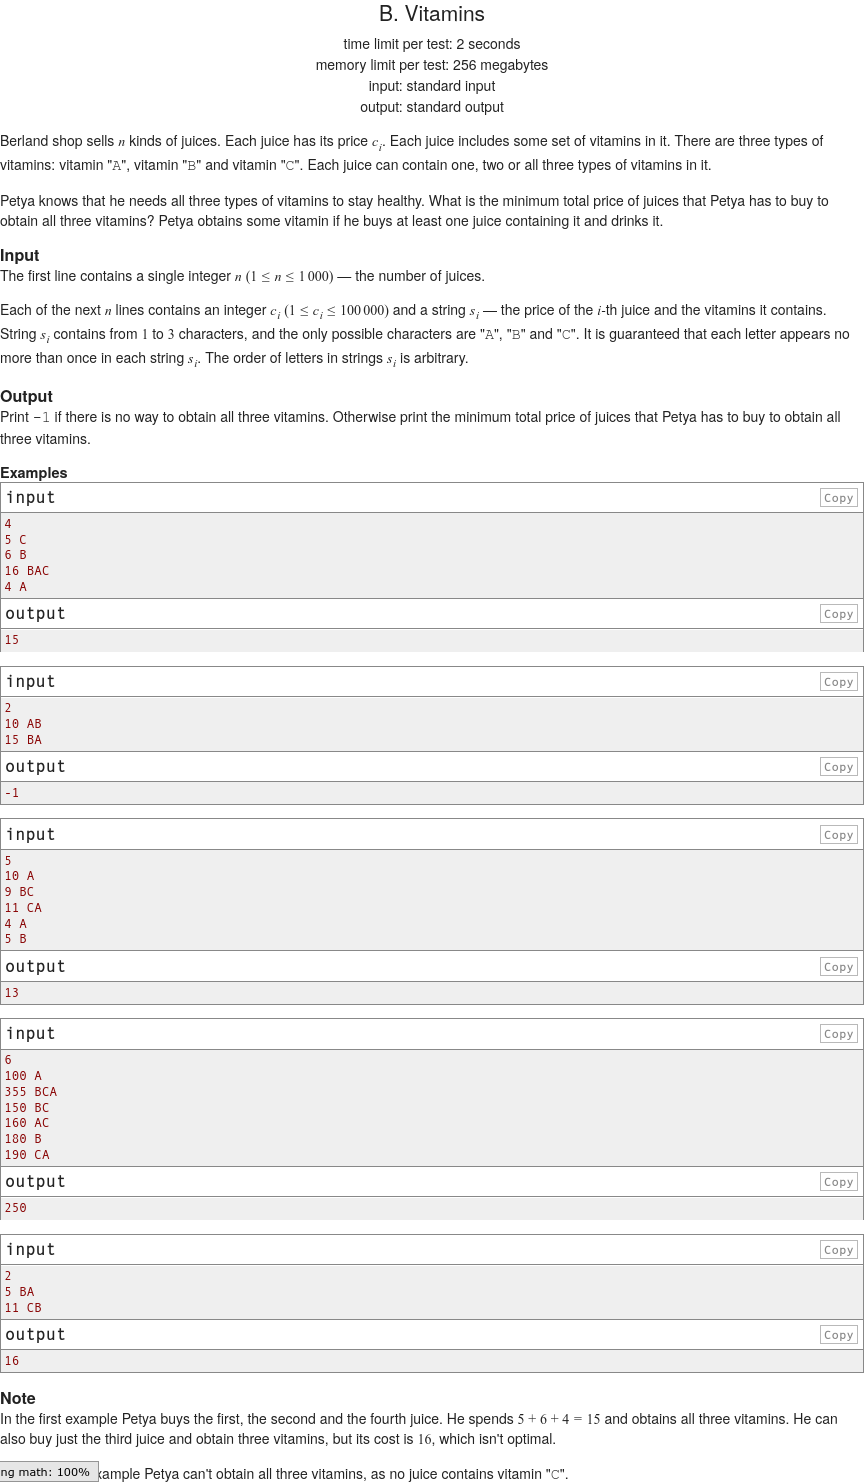 B. Vitamins
time limit per test: 2 seconds
memory limit per test: 256 megabytes
input: standard input
output: standard output
Berland shop sells n kinds of juices. Each juice has its price c_i. Each juice includes some set of vitamins in it. There are three types of
vitamins: vitamin "A", vitamin "B" and vitamin "C". Each juice can contain one, two or all three types of vitamins in it.
Petya knows that he needs all three types of vitamins to stay healthy. What is the minimum total price of juices that Petya has to buy to
obtain all three vitamins? Petya obtains some vitamin if he buys at least one juice containing it and drinks it.
Input
The first line contains a single integer n (1 ≤ n ≤ 1 000) — the number of juices.
Each of the next n lines contains an integer c_i (1 ≤ c_i ≤ 100 000) and a string s_i — the price of the i-th juice and the vitamins it contains.
String s_i contains from 1 to 3 characters, and the only possible characters are "A", "B" and "C". It is guaranteed that each letter appears no
more than once in each string s_i. The order of letters in strings s_i is arbitrary.
Output
Print -1 if there is no way to obtain all three vitamins. Otherwise print the minimum total price of juices that Petya has to buy to obtain all
three vitamins.
Examples
input Copy
4
5 C
6 B
16 BAC
4 A
output Copy
15
input Copy
2
10 AB
15 BA
output Copy
-1
input Copy
5
10 A
9 BC
11 CA
4 A
5 B
output Copy
13
input Copy
6
100 A
355 BCA
150 BC
160 AC
180 B
190 CA
output Copy
250
input Copy
2
5 BA
11 CB
output Copy
16
Note
In the first example Petya buys the first, the second and the fourth juice. He spends 5 + 6 + 4 = 15 and obtains all three vitamins. He can
also buy just the third juice and obtain three vitamins, but its cost is 16, which isn't optimal.
ng math: 100% xample Petya can't obtain all three vitamins, as no juice contains vitamin "C".